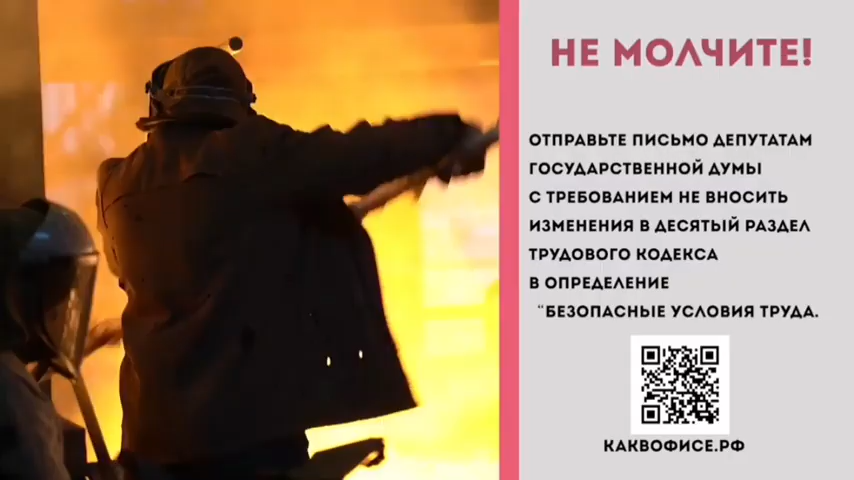 НЕ МОЛЧИТЕ!
ОТПРАВЬТЕ ПИСЬМО ДЕПУТАТАМ
ГОСУДАРСТВЕННОЙ ДУМЫ
С ТРЕБОВАНИЕМ НЕ ВНОСИТЬ
ИЗМЕНЕНИЯ В ДЕСЯТЫЙ РАЗДЕЛ
ТРУДОВОГО КОДЕКСА
В ОПРЕДЕЛЕНИЕ
“БЕЗОПАСНЫЕ УСЛОВИЯ ТРУДА.
КАКВОФИСЕ.РФ